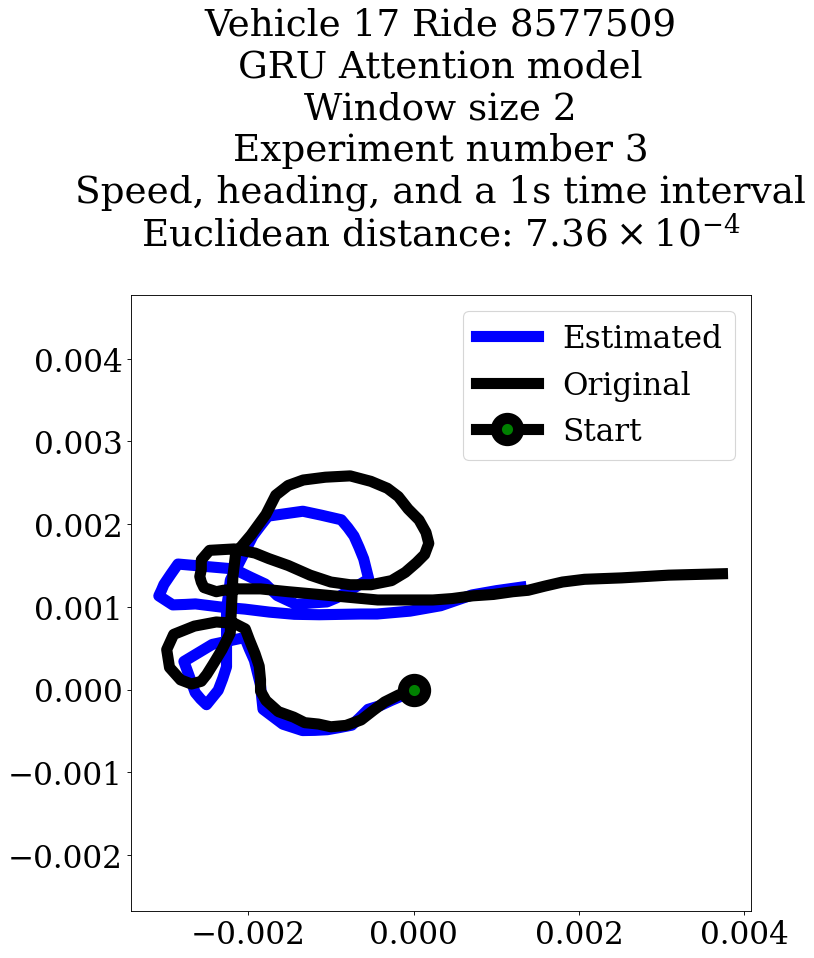 Vehicle 17 Ride 8577509
GRU Attention model
Window size 2
Experiment number 3
Speed, heading, and a 1s time interval
Euclidean distance: 7.36 × 10⁻⁴
Estimated
Original
Start
0.004
0.003
0.002
0.001
0.000
−0.001
−0.002
−0.002 0.000 0.002 0.004